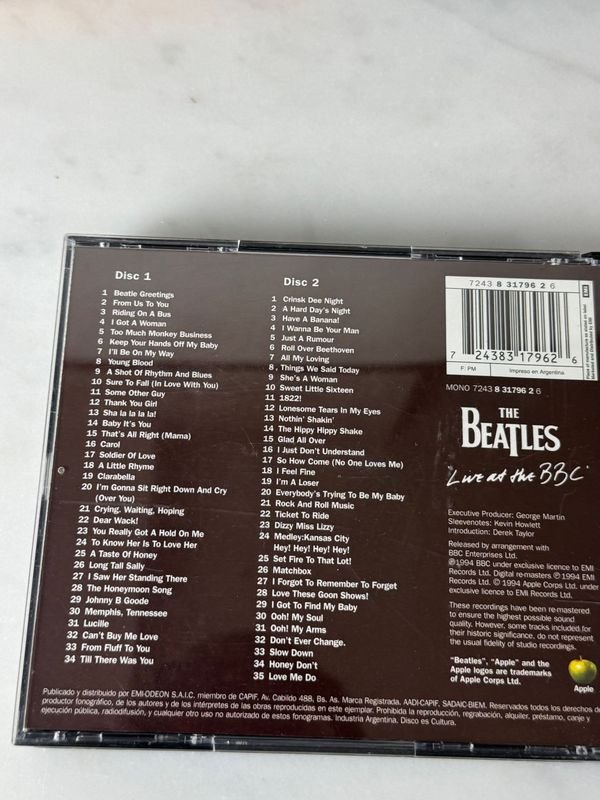 Disc 1
1 Beatle Greetings
2 From Us To You
3 Riding On A Bus
4 I Got A Woman
5 Too Much Monkey Business
6 Keep Your Hands Off My Baby
7 I'll Be On My Way
8 Young Blood
9 A Shot Of Rhythm And Blues
10 Sure To Fall (In Love With You)
11 Some Other Guy
12 Thank You Girl
13 Sha la la la la!
14 Baby It's You
15 That's All Right (Mama)
16 Carol
17 Soldier Of Love
18 A Little Rhyme
19 Clarabella
20 I'm Gonna Sit Right Down And Cry
(Over You)
21 Crying, Waiting, Hoping
22 Dear Wack!
23 You Really Got A Hold On Me
24 To Know Her Is To Love Her
25 A Taste Of Honey
26 Long Tall Sally
27 I Saw Her Standing There
28 The Honeymoon Song
29 Johnny B Goode
30 Memphis, Tennessee
31 Lucille
32 Can't Buy Me Love
33 From Fluff To You
34 Till There Was You
Disc 2
1 Crinsk Dee Night
2 A Hard Day's Night
3 Have A Banana!
4 I Wanna Be Your Man
5 Just A Rumour
6 Roll Over Beethoven
7 All My Loving
8 Things We Said Today
9 She's A Woman
10 Sweet Little Sixteen
11 1822!
12 Lonesome Tears In My Eyes
13 Nothin' Shakin'
14 The Hippy Hippy Shake
15 Glad All Over
16 I Just Don't Understand
17 So How Come (No One Loves Me)
18 I Feel Fine
19 I'm A Loser
20 Everybody's Trying To Be My Baby
21 Rock And Roll Music
22 Ticket To Ride
23 Dizzy Miss Lizzy
24 Medley:Kansas City
Hey! Hey! Hey! Hey!
25 Set Fire To That Lot!
26 Matchbox
27 I Forgot To Remember To Forget
28 Love These Goon Shows!
29 I Got To Find My Baby
30 Ooh! My Soul
31 Ooh! My Arms
32 Don't Ever Change.
33 Slow Down
34 Honey Don't
35 Love Me Do
7243 8 31796 2 6
7 24383 17962 6
F: PM
Impreso en Argentina
MONO 7243 8 31796 2 6
THE
BEATLES
Live at the BBC
Executive Producer: George Martin
Sleevenotes: Kevin Howlett
Introduction: Derek Taylor
Released by arrangement with
BBC Enterprises Ltd.
℗1994 BBC under exclusive licence to EMI
Records Ltd. Digital re-masters ℗ 1994 EMI
Records Ltd. © 1994 Apple Corps Ltd. under
exclusive licence to EMI Records Ltd.
These recordings have been re-mastered
to ensure the highest possible sound
quality. However, some tracks included for
their historic significance, do not represent
the usual fidelity of studio recordings.
"Beatles", "Apple" and the
Apple logos are trademarks
of Apple Corps Ltd.
Apple
Publicado y distribuido por EMI-ODEON S.A.I.C. miembro de CAPIF, Av. Cabildo 488, Bs. As. Marca Registrada. AADI-CAPIF, SADAIC-BIEM. Reservados todos los derechos de
productor fonográfico, de los autores y de los intérpretes de las obras reproducidas en este ejemplar. Prohibida la reproducción, regrabación, alquiler, préstamo, canje y
ejecución pública, radiodifusión, y cualquier otro uso no autorizado de estos fonogramas. Industria Argentina. Disco es Cultura.